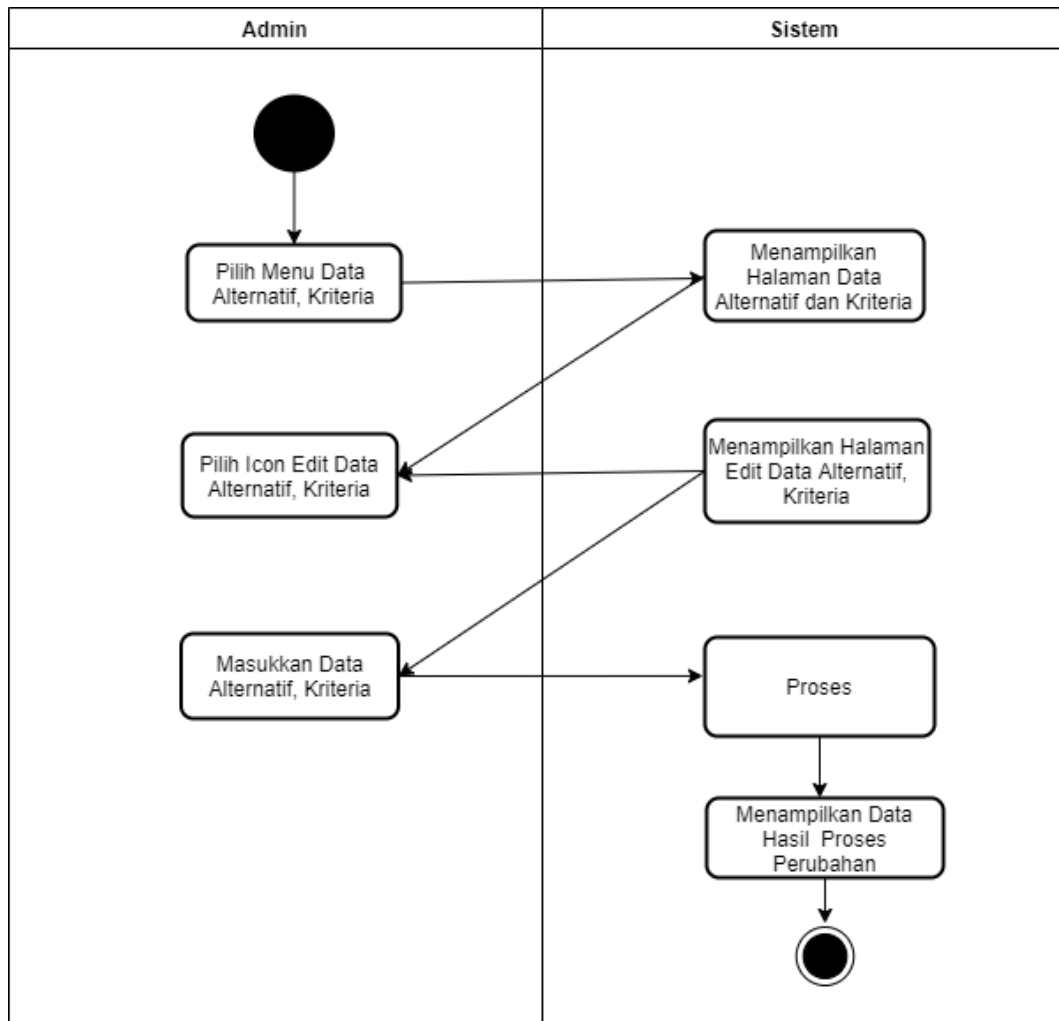 Admin
Sistem
Pilih Menu Data
Alternatif, Kriteria
Menampilkan
Halaman Data
Alternatif dan Kriteria
Pilih Icon Edit Data
Alternatif, Kriteria
Menampilkan Halaman
Edit Data Alternatif,
Kriteria
Masukkan Data
Alternatif, Kriteria
Proses
Menampilkan Data
Hasil Proses
Perubahan